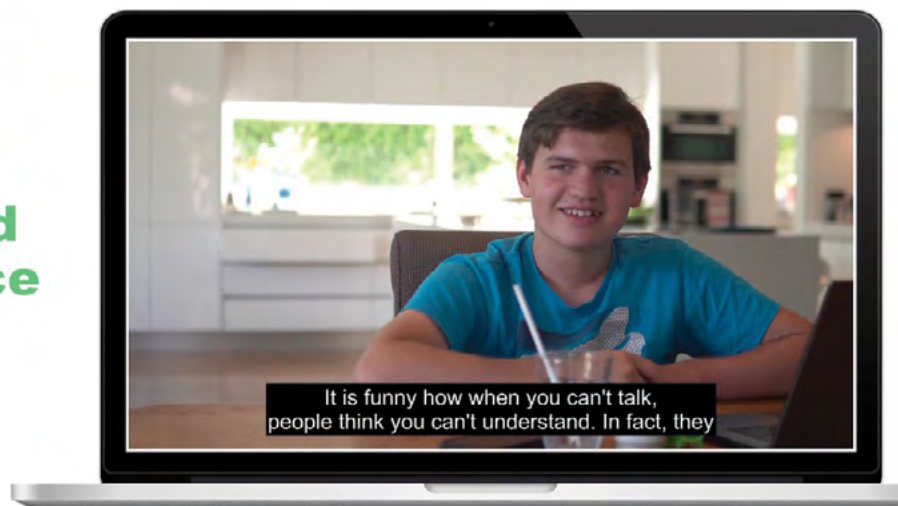 It is funny how when you can't talk,
people think you can't understand. In fact, they